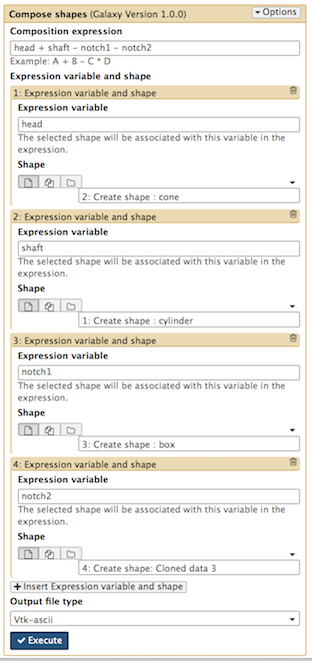 Compose shapes (Galaxy Version 1.0.0) Options
Composition expression
head + shaft − notch1 − notch2
Example: A + B − C * D
Expression variable and shape
1: Expression variable and shape
Expression variable
head
The selected shape will be associated with this variable in the
expression.
Shape
2: Create shape : cone
2: Expression variable and shape
Expression variable
shaft
The selected shape will be associated with this variable in the
expression.
Shape
1: Create shape : cylinder
3: Expression variable and shape
Expression variable
notch1
The selected shape will be associated with this variable in the
expression.
Shape
3: Create shape : box
4: Expression variable and shape
Expression variable
notch2
The selected shape will be associated with this variable in the
expression.
Shape
4: Create shape: Cloned data 3
+ Insert Expression variable and shape
Output file type
Vtk-ascii
Execute